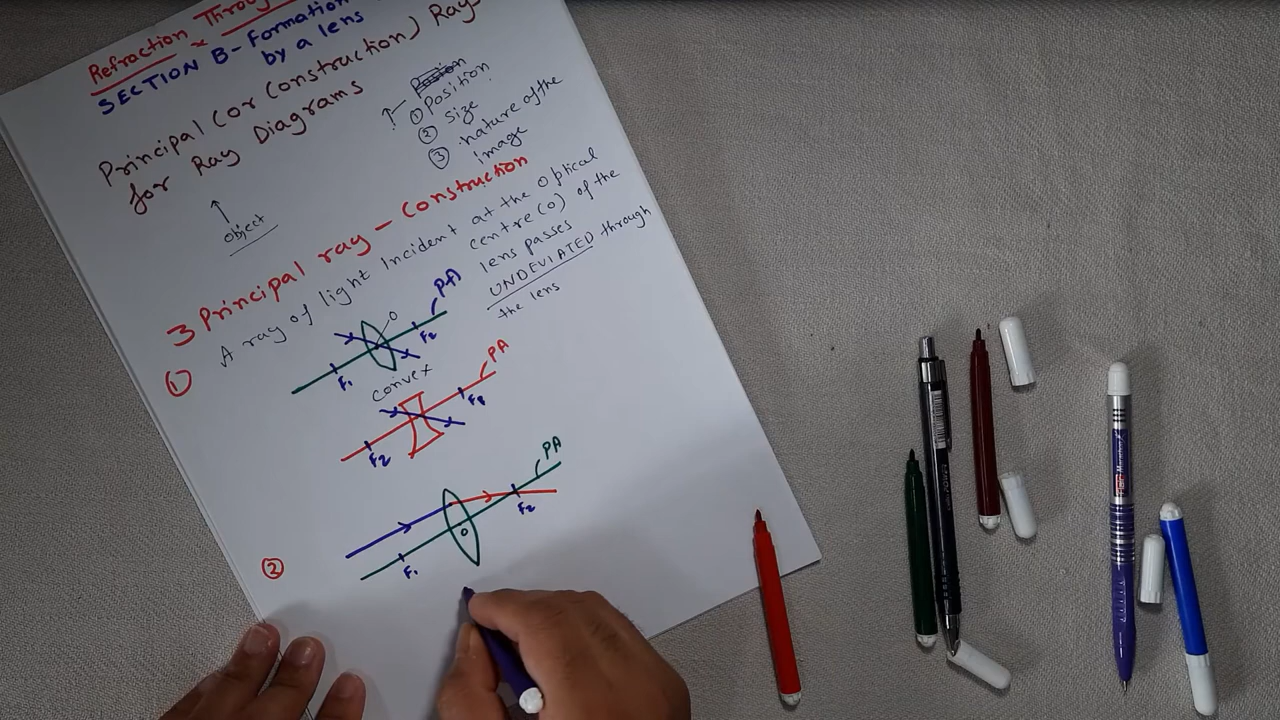 Refraction Through
SECTION B-Formation
by a lens
Principal (or Construction) Rays
for Ray Diagrams
① Position
② size
③ nature of the
image
object
3 Principal ray - Construction
① A ray of light Incident at the Optical
centre (o) of the
lens passes
UNDEVIATED through
the lens
O
PA
F1
F2
convex
PA
F2
F1
②
PA
O
F1
F2